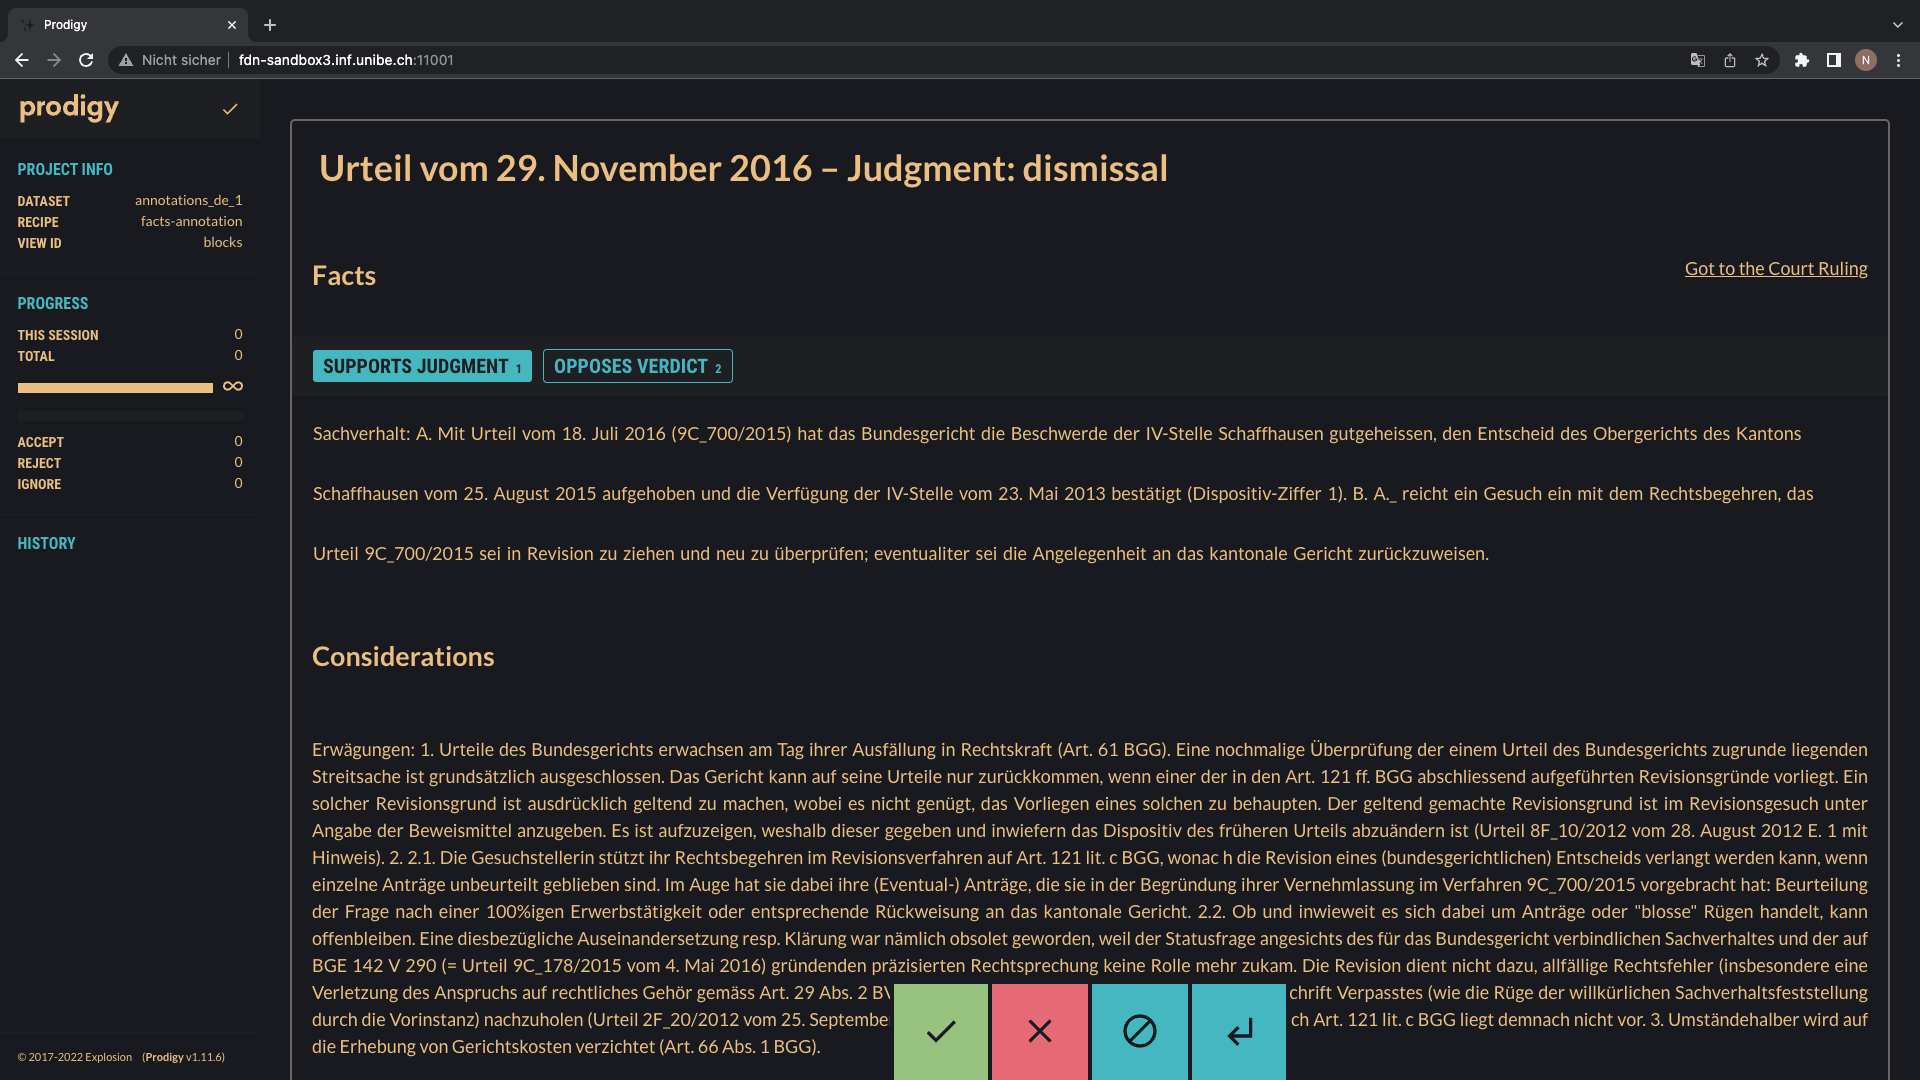 Prodigy
Nicht sicher fdn-sandbox3.inf.unibe.ch:11001
N
prodigy
PROJECT INFO
DATASET annotations_de_1
RECIPE facts-annotation
VIEW ID blocks
PROGRESS
THIS SESSION 0
TOTAL 0
∞
ACCEPT 0
REJECT 0
IGNORE 0
HISTORY
© 2017-2022 Explosion (Prodigy v1.11.6)
Urteil vom 29. November 2016 – Judgment: dismissal
Facts
Got to the Court Ruling
SUPPORTS JUDGMENT 1 OPPOSES VERDICT 2
Sachverhalt: A. Mit Urteil vom 18. Juli 2016 (9C_700/2015) hat das Bundesgericht die Beschwerde der IV-Stelle Schaffhausen gutgeheissen, den Entscheid des Obergerichts des Kantons
Schaffhausen vom 25. August 2015 aufgehoben und die Verfügung der IV-Stelle vom 23. Mai 2013 bestätigt (Dispositiv-Ziffer 1). B. A._ reicht ein Gesuch ein mit dem Rechtsbegehren, das
Urteil 9C_700/2015 sei in Revision zu ziehen und neu zu überprüfen; eventualiter sei die Angelegenheit an das kantonale Gericht zurückzuweisen.
Considerations
Erwägungen: 1. Urteile des Bundesgerichts erwachsen am Tag ihrer Ausfällung in Rechtskraft (Art. 61 BGG). Eine nochmalige Überprüfung der einem Urteil des Bundesgerichts zugrunde liegenden
Streitsache ist grundsätzlich ausgeschlossen. Das Gericht kann auf seine Urteile nur zurückkommen, wenn einer der in den Art. 121 ff. BGG abschliessend aufgeführten Revisionsgründe vorliegt. Ein
solcher Revisionsgrund ist ausdrücklich geltend zu machen, wobei es nicht genügt, das Vorliegen eines solchen zu behaupten. Der geltend gemachte Revisionsgrund ist im Revisionsgesuch unter
Angabe der Beweismittel anzugeben. Es ist aufzuzeigen, weshalb dieser gegeben und inwiefern das Dispositiv des früheren Urteils abzuändern ist (Urteil 8F_10/2012 vom 28. August 2012 E. 1 mit
Hinweis). 2. 2.1. Die Gesuchstellerin stützt ihr Rechtsbegehren im Revisionsverfahren auf Art. 121 lit. c BGG, wonac h die Revision eines (bundesgerichtlichen) Entscheids verlangt werden kann, wenn
einzelne Anträge unbeurteilt geblieben sind. Im Auge hat sie dabei ihre (Eventual-) Anträge, die sie in der Begründung ihrer Vernehmlassung im Verfahren 9C_700/2015 vorgebracht hat: Beurteilung
der Frage nach einer 100%igen Erwerbstätigkeit oder entsprechende Rückweisung an das kantonale Gericht. 2.2. Ob und inwieweit es sich dabei um Anträge oder "blosse" Rügen handelt, kann
offenbleiben. Eine diesbezügliche Auseinandersetzung resp. Klärung war nämlich obsolet geworden, weil der Statusfrage angesichts des für das Bundesgericht verbindlichen Sachverhaltes und der auf
BGE 142 V 290 (= Urteil 9C_178/2015 vom 4. Mai 2016) gründenden präzisierten Rechtsprechung keine Rolle mehr zukam. Die Revision dient nicht dazu, allfällige Rechtsfehler (insbesondere eine
Verletzung des Anspruchs auf rechtliches Gehör gemäss Art. 29 Abs. 2 BV chrift Verpasstes (wie die Rüge der willkürlichen Sachverhaltsfeststellung
durch die Vorinstanz) nachzuholen (Urteil 2F_20/2012 vom 25. Septembe ch Art. 121 lit. c BGG liegt demnach nicht vor. 3. Umständehalber wird auf
die Erhebung von Gerichtskosten verzichtet (Art. 66 Abs. 1 BGG).